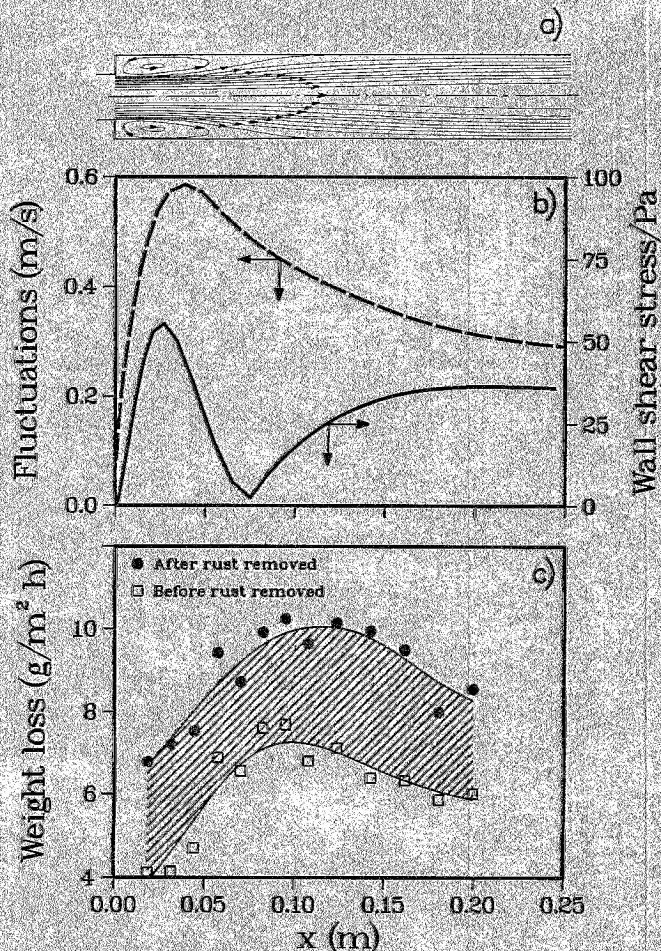 a)
0.6
100
b)
Fluctuations (m/s)
0.4
75
50
Wall shear stress/Pa
0.2
25
0.0
0
After rust removed
c)
Before rust removed
Weight loss (g/m² h)
10
8
6
4
0.00
0.05
0.10
0.15
0.20
0.25
x (m)